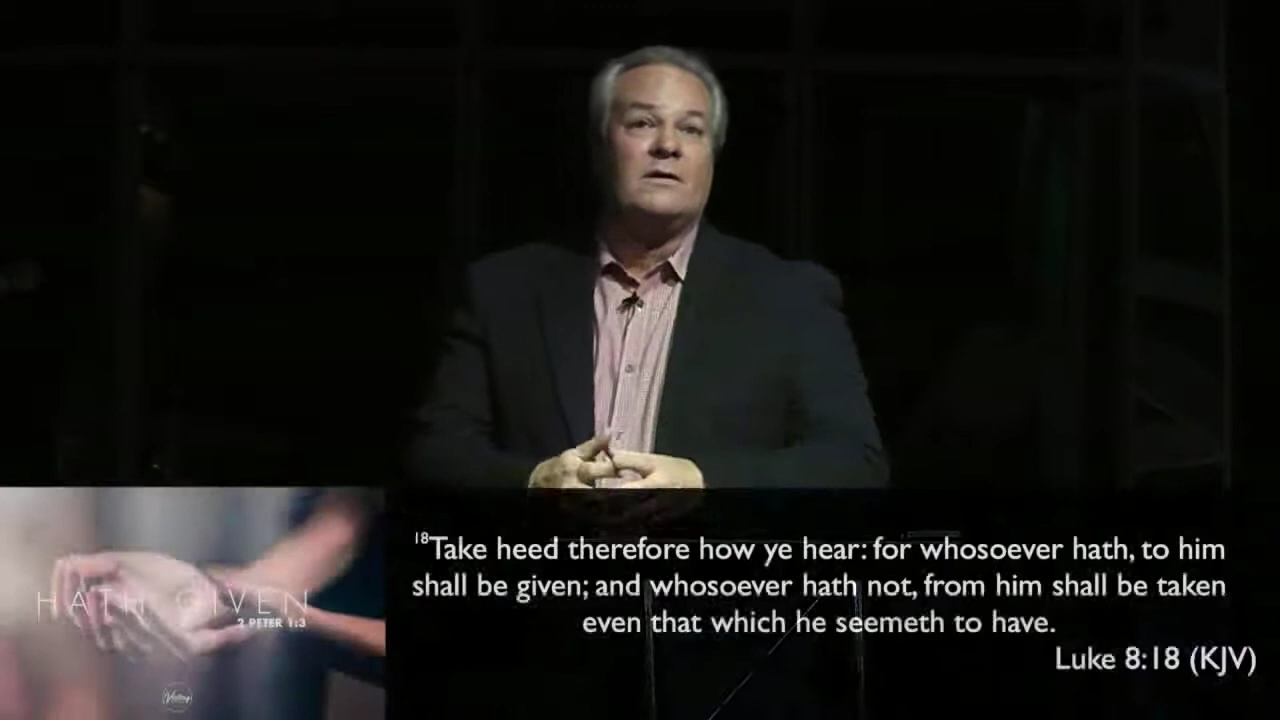 HATH GIVEN
2 PETER 1:3
Victory
18Take heed therefore how ye hear: for whosoever hath, to him
shall be given; and whosoever hath not, from him shall be taken
even that which he seemeth to have.
Luke 8:18 (KJV)